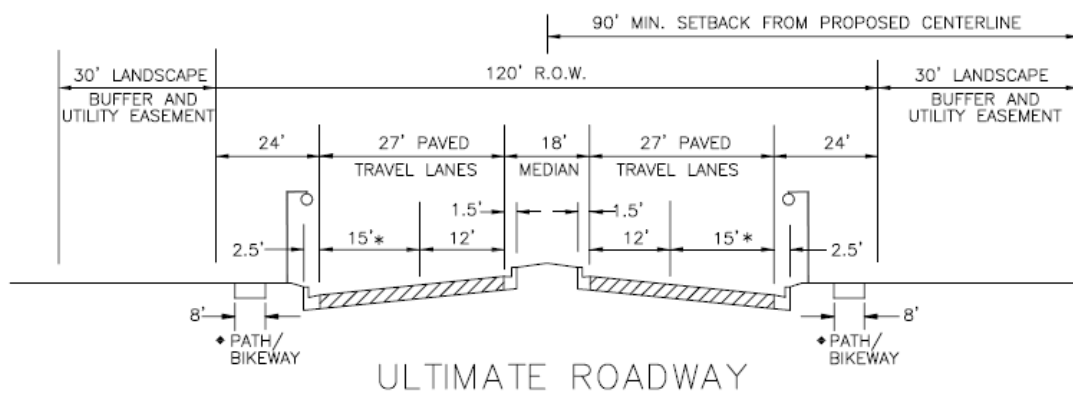 90' MIN. SETBACK FROM PROPOSED CENTERLINE
30' LANDSCAPE
BUFFER AND
UTILITY EASEMENT
120' R.O.W.
30' LANDSCAPE
BUFFER AND
UTILITY EASEMENT
24'
27' PAVED
TRAVEL LANES
18'
MEDIAN
27' PAVED
TRAVEL LANES
24'
1.5'
1.5'
2.5'
15'*
12'
12'
15'*
2.5'
8'
◆ PATH/
BIKEWAY
8'
◆ PATH/
BIKEWAY
ULTIMATE ROADWAY